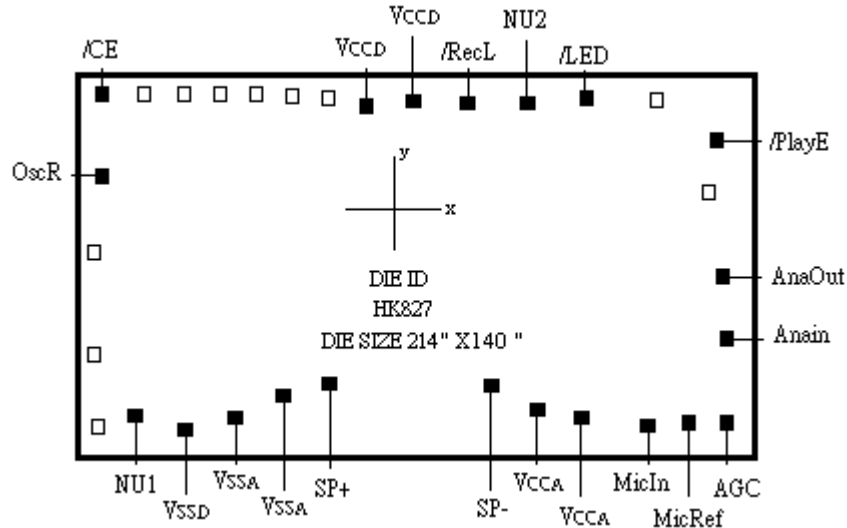 VCCD
NU2
/CE
VCCD
/RecL
/LED
/PlayE
OscR
y
x
DIE ID
HK827
DIE SIZE 214" X140 "
AnaOut
Anain
NU1
VSSD
VSSA
VSSA
SP+
SP-
VCCA
VCCA
MicIn
MicRef
AGC